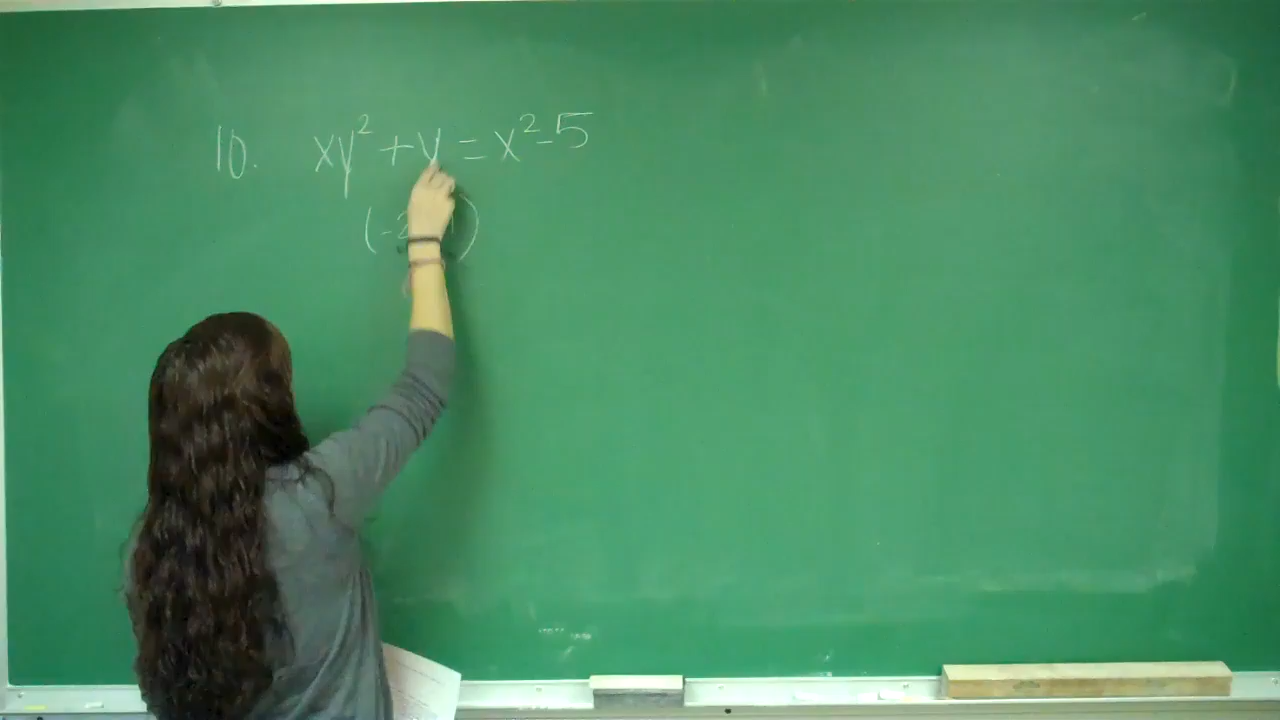 10. xy² + y = x² - 5
(-2